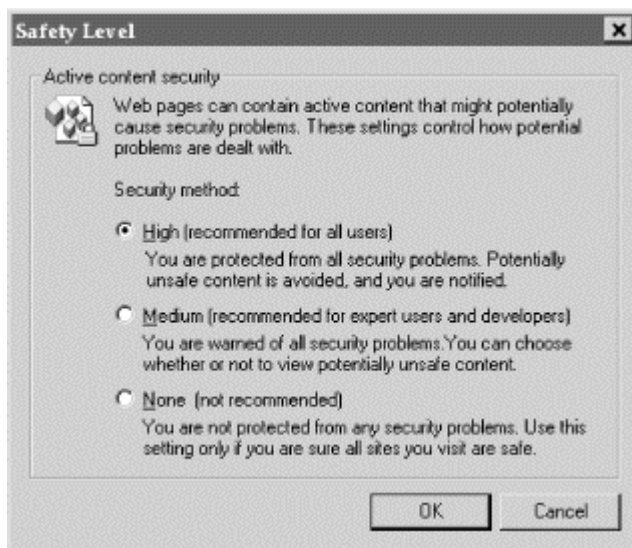 Safety Level
Active content security
Web pages can contain active content that might potentially
cause security problems. These settings control how potential
problems are dealt with.
Security method:
High (recommended for all users)
You are protected from all security problems. Potentially
unsafe content is avoided, and you are notified.
Medium (recommended for expert users and developers)
You are warned of all security problems.You can choose
whether or not to view potentially unsafe content.
None (not recommended)
You are not protected from any security problems. Use this
setting only if you are sure all sites you visit are safe.
OK
Cancel